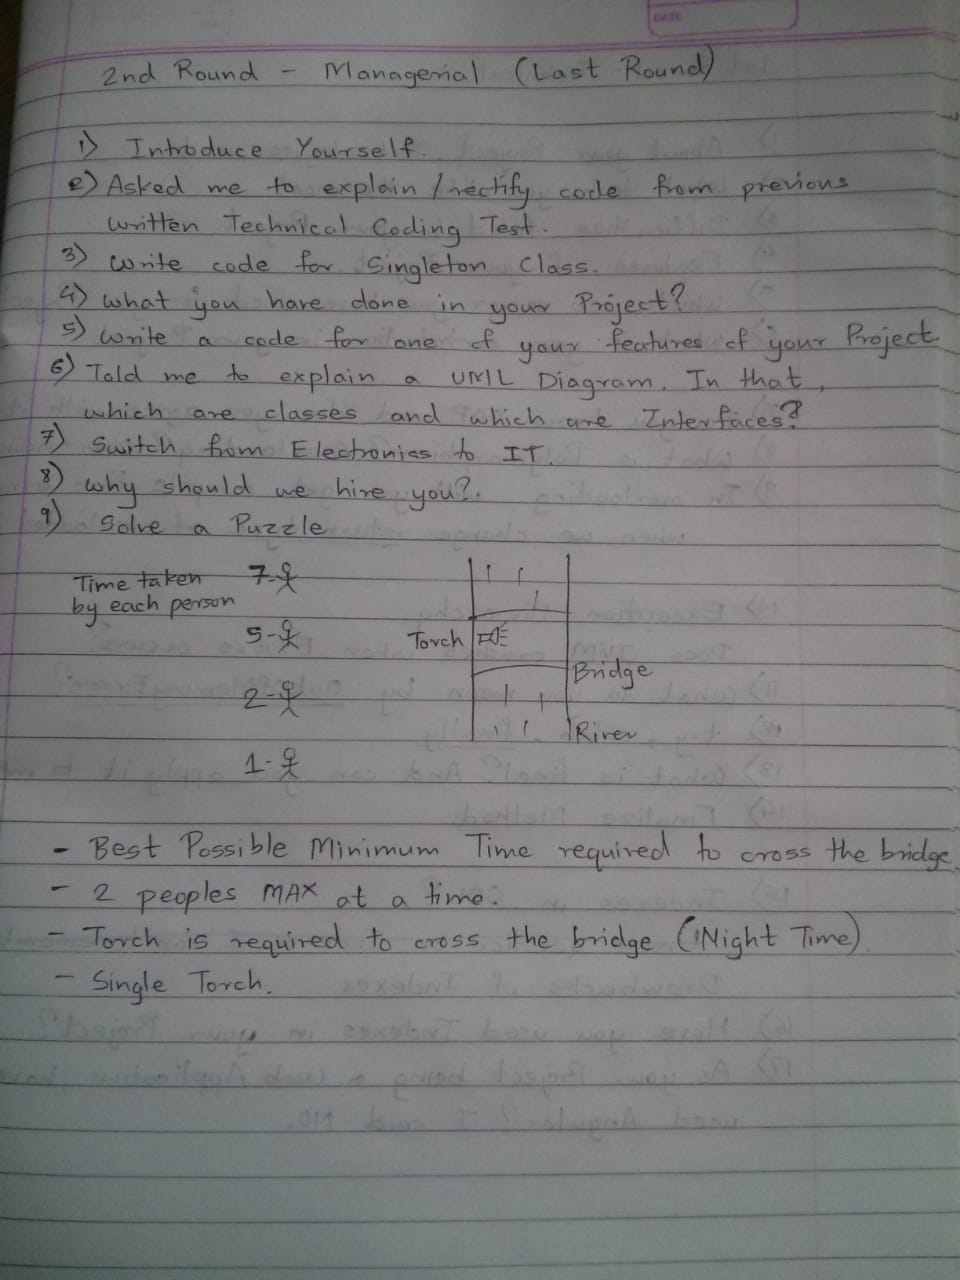 DATE
2nd Round - Managerial (Last Round)
1) Introduce Yourself.
2) Asked me to explain / rectify code from previous
written Technical Coding Test.
3) Write code for Singleton Class.
4) What you have done in your Project?
5) Write a code for one of your features of your Project.
6) Told me to explain a UML Diagram. In that,
which are classes and which are Interfaces?
7) Switch from Electronics to IT.
8) Why should we hire you?.
9) Solve a Puzzle
Time taken
by each person
7-
5-
2-
1-
Torch
Bridge
River
- Best Possible Minimum Time required to cross the bridge
- 2 peoples MAX at a time.
- Torch is required to cross the bridge (Night Time).
- Single Torch.